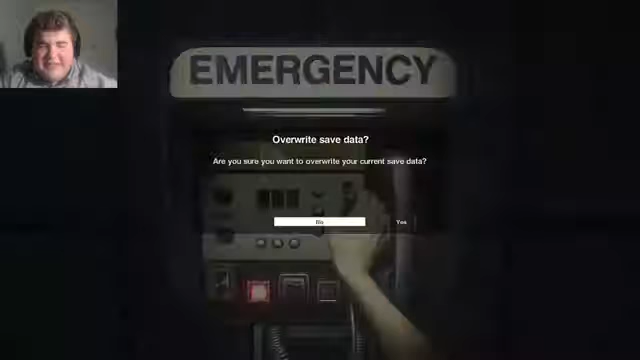 EMERGENCY
Overwrite save data?
Are you sure you want to overwrite your current save data?
No
Yes